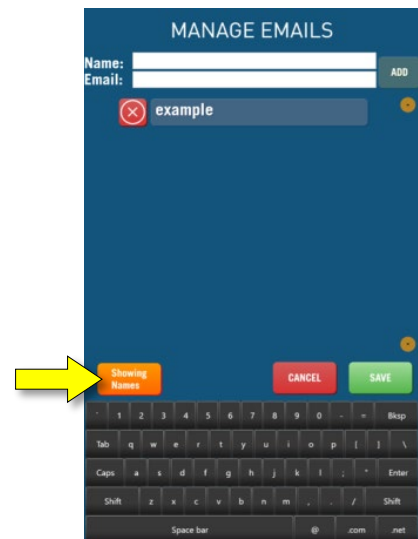 MANAGE EMAILS
Name:
Email:
ADD
example
Showing
Names
CANCEL
SAVE
` 1 2 3 4 5 6 7 8 9 0 - = Bksp
Tab q w e r t y u i o p [ ] \
Caps a s d f g h j k l ; ' Enter
Shift z x c v b n m , . / Shift
Space bar @ .com .net